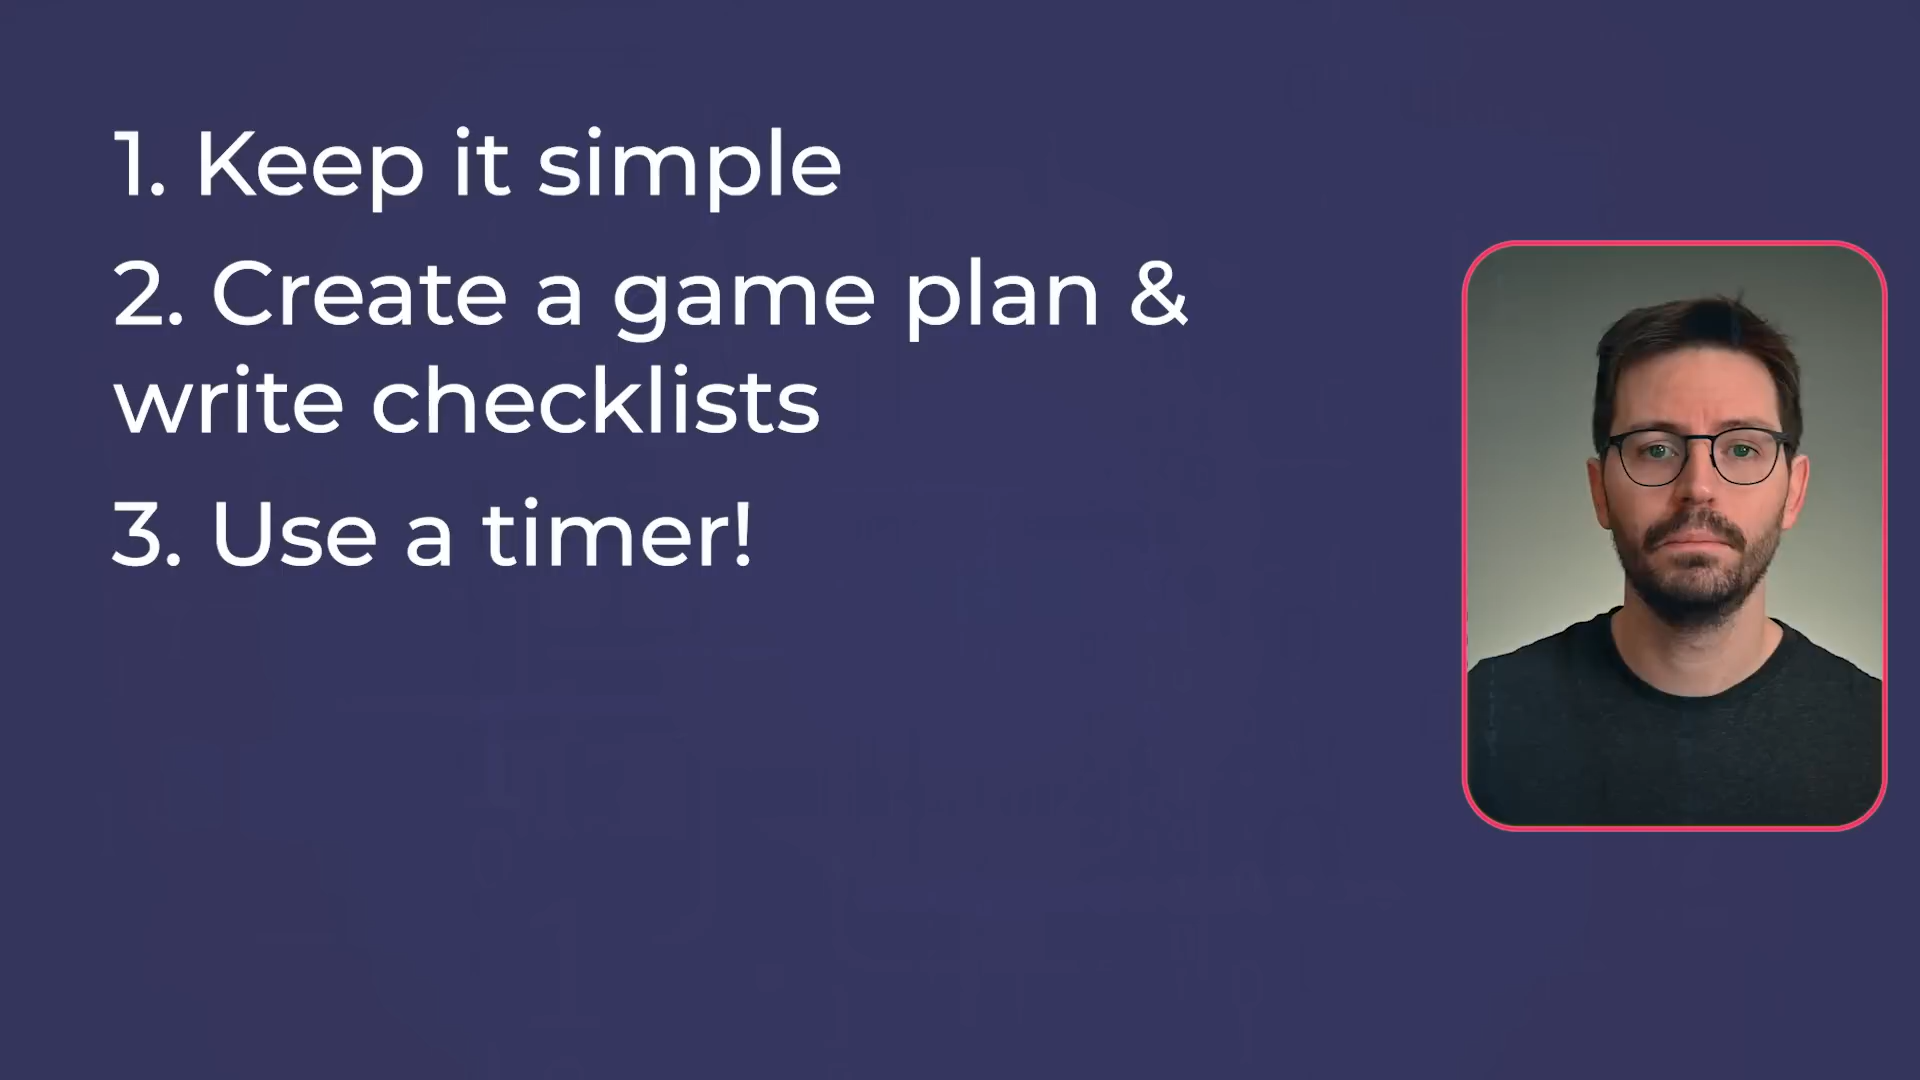 1. Keep it simple
2. Create a game plan &
write checklists
3. Use a timer!